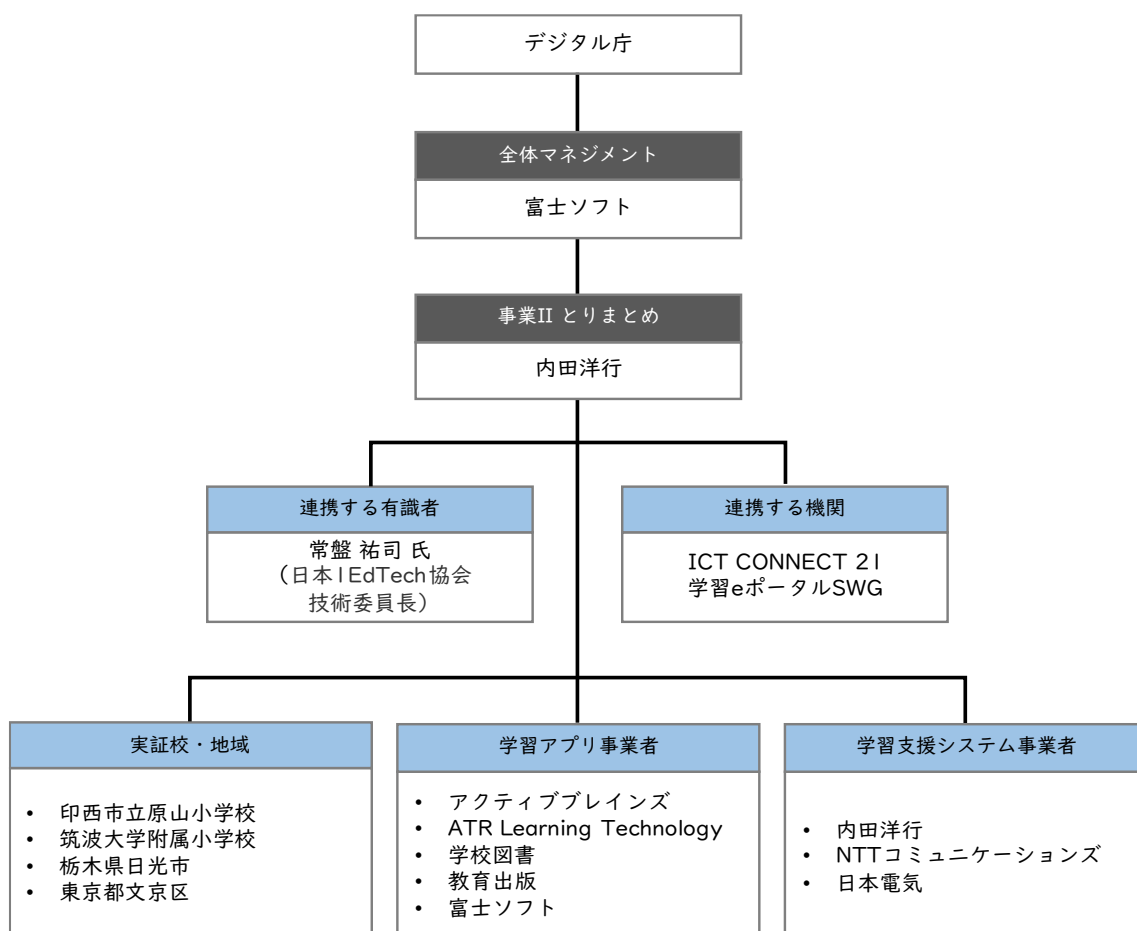 デジタル庁
全体マネジメント
富士ソフト
事業II とりまとめ
内田洋行
連携する有識者
常盤 祐司 氏
（日本1EdTech協会
技術委員長）
連携する機関
ICT CONNECT 21
学習eポータルSWG
実証校・地域
• 印西市立原山小学校
• 筑波大学附属小学校
• 栃木県日光市
• 東京都文京区
学習アプリ事業者
• アクティブブレインズ
• ATR Learning Technology
• 学校図書
• 教育出版
• 富士ソフト
学習支援システム事業者
• 内田洋行
• NTTコミュニケーションズ
• 日本電気